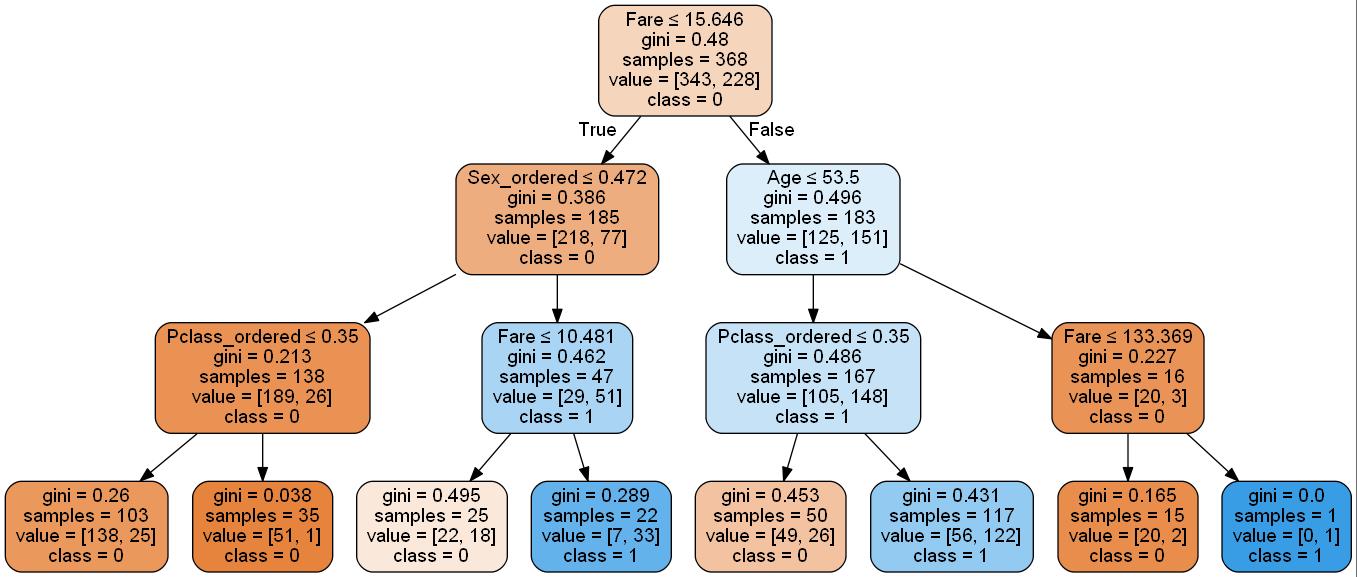 Fare ≤ 15.646
gini = 0.48
samples = 368
value = [343, 228]
class = 0
True
False
Sex_ordered ≤ 0.472
gini = 0.386
samples = 185
value = [218, 77]
class = 0
Age ≤ 53.5
gini = 0.496
samples = 183
value = [125, 151]
class = 1
Pclass_ordered ≤ 0.35
gini = 0.213
samples = 138
value = [189, 26]
class = 0
Fare ≤ 10.481
gini = 0.462
samples = 47
value = [29, 51]
class = 1
Pclass_ordered ≤ 0.35
gini = 0.486
samples = 167
value = [105, 148]
class = 1
Fare ≤ 133.369
gini = 0.227
samples = 16
value = [20, 3]
class = 0
gini = 0.26
samples = 103
value = [138, 25]
class = 0
gini = 0.038
samples = 35
value = [51, 1]
class = 0
gini = 0.495
samples = 25
value = [22, 18]
class = 0
gini = 0.289
samples = 22
value = [7, 33]
class = 1
gini = 0.453
samples = 50
value = [49, 26]
class = 0
gini = 0.431
samples = 117
value = [56, 122]
class = 1
gini = 0.165
samples = 15
value = [20, 2]
class = 0
gini = 0.0
samples = 1
value = [0, 1]
class = 1